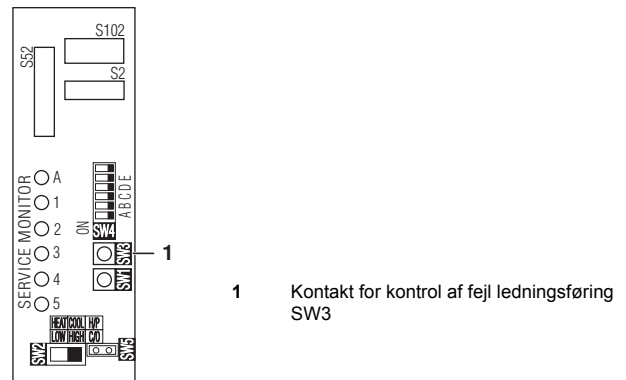 S102
S52
S2
SERVICE MONITOR
A
1
2
3
4
5
ON
ABCDE
SW4
SW3
SW1
1
HEAT COOL H/P
LOW HIGH C/O
SW2
SW5
1 Kontakt for kontrol af fejl ledningsføring
SW3